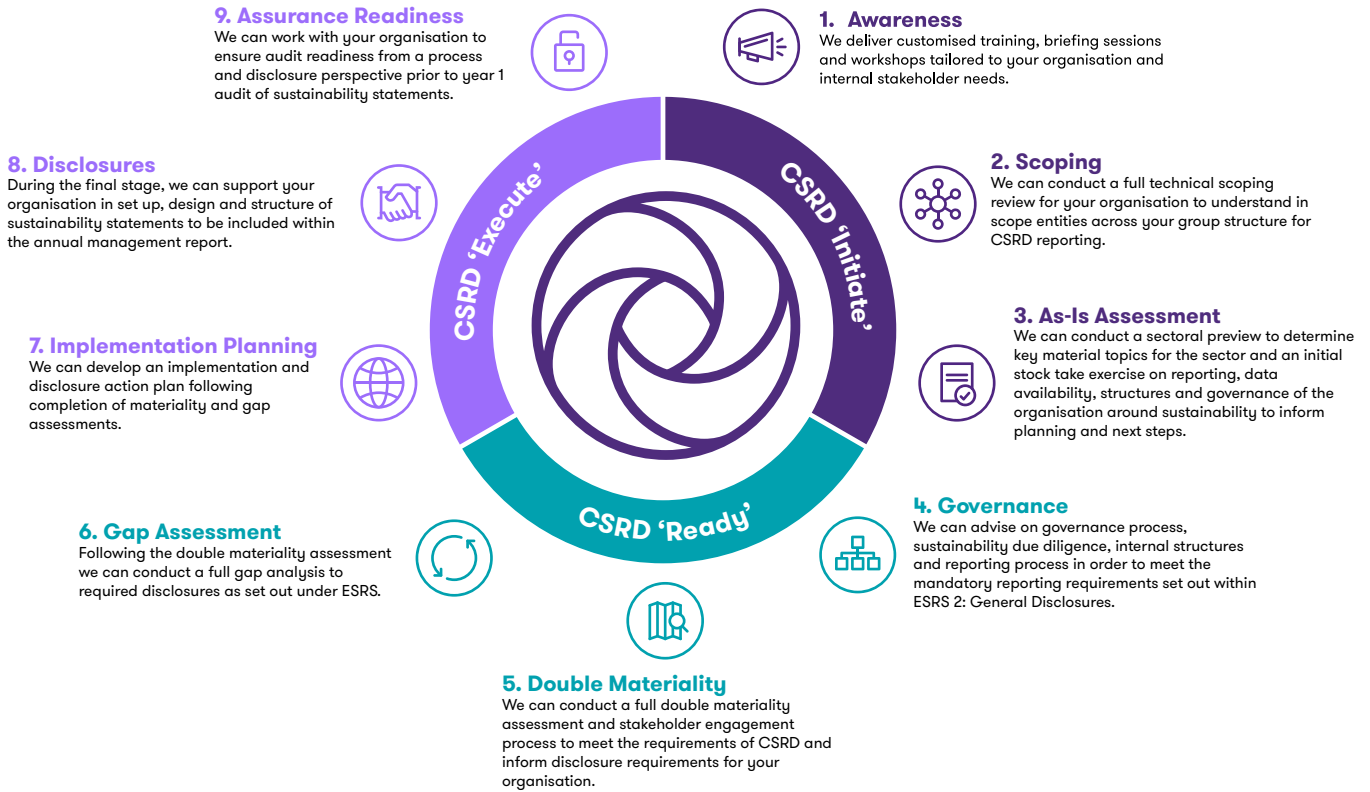 1. Awareness
We deliver customised training, briefing sessions
and workshops tailored to your organisation and
internal stakeholder needs.
2. Scoping
We can conduct a full technical scoping
review for your organisation to understand in
scope entities across your group structure for
CSRD reporting.
3. As-Is Assessment
We can conduct a sectoral preview to determine
key material topics for the sector and an initial
stock take exercise on reporting, data
availability, structures and governance of the
organisation around sustainability to inform
planning and next steps.
4. Governance
We can advise on governance process,
sustainability due diligence, internal structures
and reporting process in order to meet the
mandatory reporting requirements set out within
ESRS 2: General Disclosures.
5. Double Materiality
We can conduct a full double materiality
assessment and stakeholder engagement
process to meet the requirements of CSRD and
inform disclosure requirements for your
organisation.
6. Gap Assessment
Following the double materiality assessment
we can conduct a full gap analysis to
required disclosures as set out under ESRS.
7. Implementation Planning
We can develop an implementation and
disclosure action plan following
completion of materiality and gap
assessments.
8. Disclosures
During the final stage, we can support your
organisation in set up, design and structure of
sustainability statements to be included within
the annual management report.
9. Assurance Readiness
We can work with your organisation to
ensure audit readiness from a process
and disclosure perspective prior to year 1
audit of sustainability statements.
CSRD ‘Initiate’
CSRD ‘Ready’
CSRD ‘Execute’